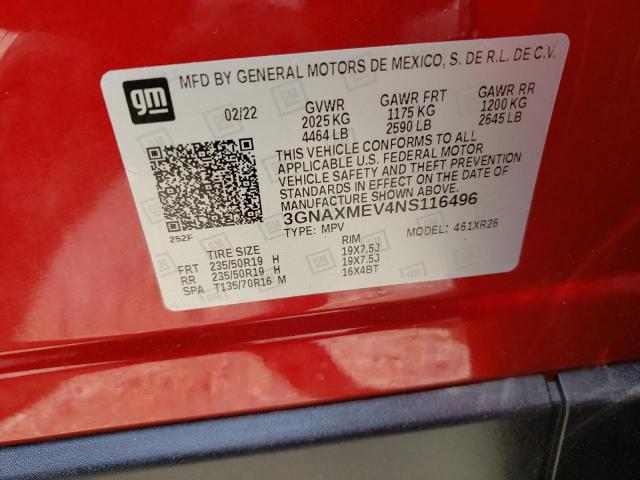 gm
MFD BY GENERAL MOTORS DE MEXICO, S. DE R.L. DE C.V.
02/22 GVWR GAWR FRT GAWR RR
2025 KG 1175 KG 1200 KG
4464 LB 2590 LB 2645 LB
THIS VEHICLE CONFORMS TO ALL
APPLICABLE U.S. FEDERAL MOTOR
VEHICLE SAFETY AND THEFT PREVENTION
STANDARDS IN EFFECT ON THE DATE OF
MANUFACTURE SHOWN ABOVE.
3GNAXMEV4NS116496
252F TYPE: MPV MODEL: 461XR26
TIRE SIZE RIM
FRT 235/50R19 H 19X7.5J
RR 235/50R19 H 19X7.5J
SPA T135/70R16 M 16X4BT